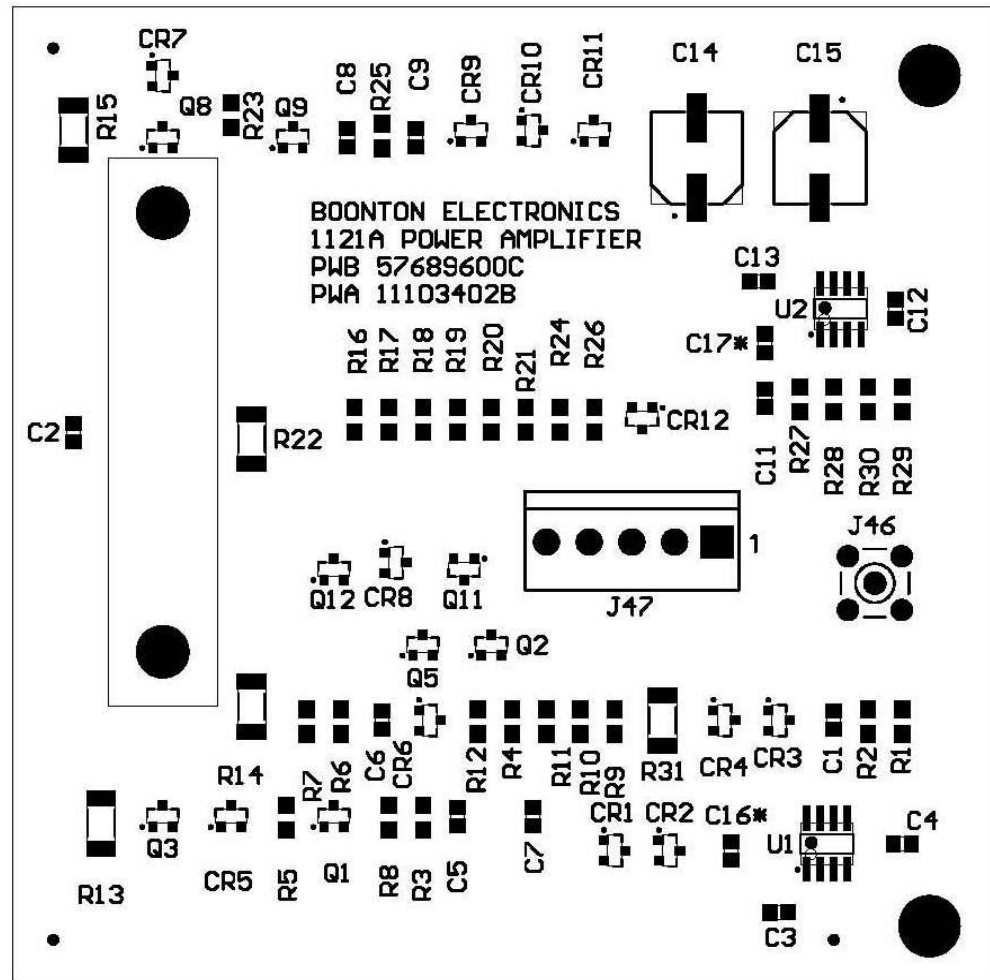 CR7
R15
Q8
R23
Q9
C8
R25
C9
CR9
CR10
CR11
C14
C15
BOONTON ELECTRONICS
1121A POWER AMPLIFIER
PWB 57689600C
PWA 11103402B
C13
U2
C12
C17*
R16
R17
R18
R19
R20
R21
R24
R26
CR12
C2
R22
C11
R27
R28
R30
R29
J46
1
J47
Q12
CR8
Q11
Q5
Q2
R14
R7
R6
C6
CR6
R12
R4
R11
R10
R9
R31
CR4
CR3
C1
R2
R1
R13
Q3
CR5
R5
Q1
R8
R3
C5
C7
CR1
CR2
C16*
U1
C4
C3